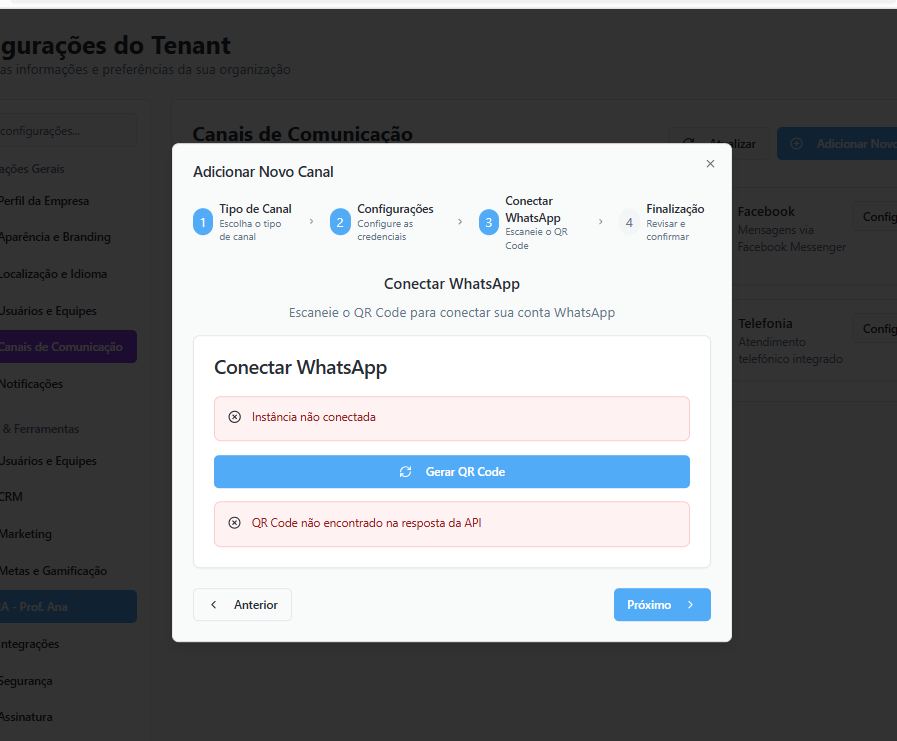 gurações do Tenant
as informações e preferências da sua organização
configurações...
ações Gerais
Perfil da Empresa
Aparência e Branding
Localização e Idioma
Usuários e Equipes
Canais de Comunicação
Notificações
& Ferramentas
Usuários e Equipes
CRM
Marketing
Metas e Gamificação
IA - Prof. Ana
Integrações
Segurança
Assinatura
Canais de Comunicação
Atualizar
Adicionar Novo
Facebook
Mensagens via
Facebook Messenger
Config
Telefonia
Atendimento
telefónico integrado
Config
Adicionar Novo Canal
1
Tipo de Canal
Escolha o tipo
de canal
2
Configurações
Configure as
credenciais
3
Conectar
WhatsApp
Escaneie o QR
Code
4
Finalização
Revisar e
confirmar
Conectar WhatsApp
Escaneie o QR Code para conectar sua conta WhatsApp
Conectar WhatsApp
Instância não conectada
Gerar QR Code
QR Code não encontrado na resposta da API
Anterior
Próximo